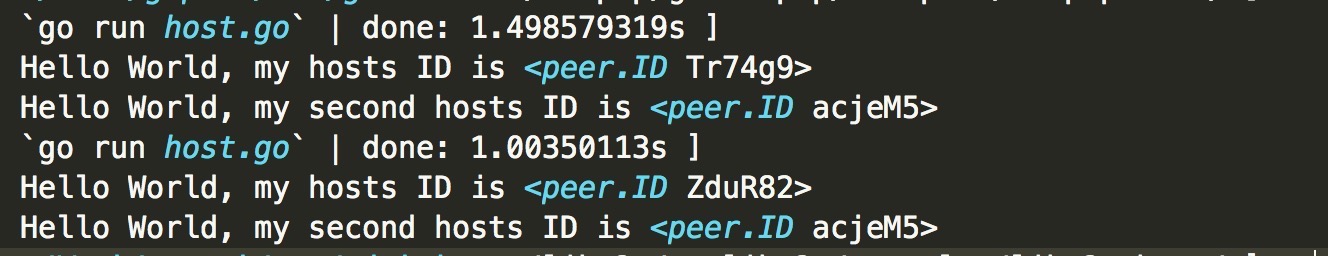 `go run host.go` | done: 1.498579319s ]
Hello World, my hosts ID is <peer.ID Tr74g9>
Hello World, my second hosts ID is <peer.ID acjeM5>
`go run host.go` | done: 1.00350113s ]
Hello World, my hosts ID is <peer.ID ZduR82>
Hello World, my second hosts ID is <peer.ID acjeM5>